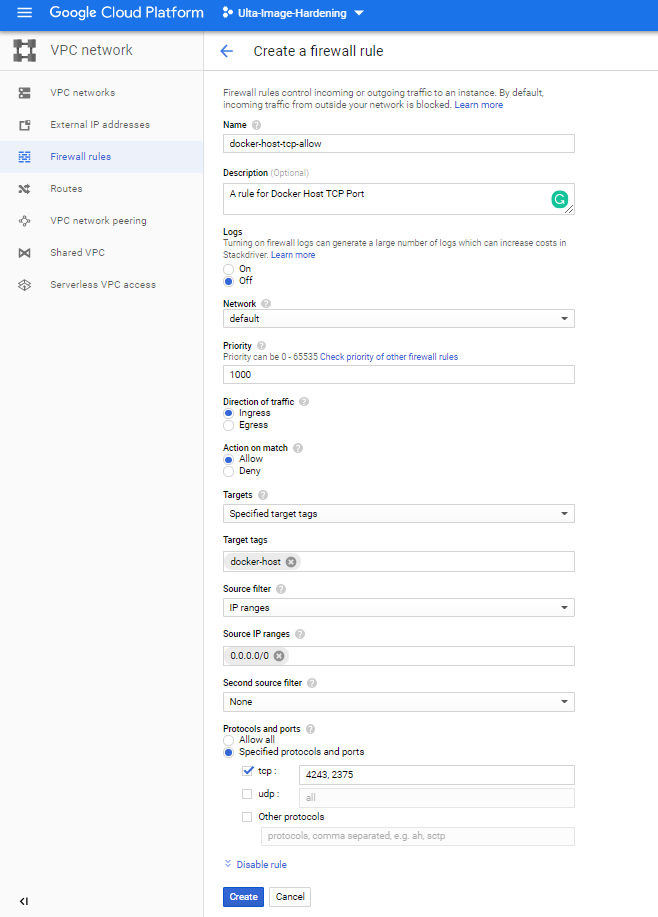 Google Cloud Platform
Ulta-Image-Hardening
VPC network
Create a firewall rule
VPC networks
External IP addresses
Firewall rules
Routes
VPC network peering
Shared VPC
Serverless VPC access
Firewall rules control incoming or outgoing traffic to an instance. By default,
incoming traffic from outside your network is blocked. Learn more
Name
docker-host-tcp-allow
Description (Optional)
A rule for Docker Host TCP Port
Logs
Turning on firewall logs can generate a large number of logs which can increase costs in
Stackdriver. Learn more
On
Off
Network
default
Priority
Priority can be 0 - 65535 Check priority of other firewall rules
1000
Direction of traffic
Ingress
Egress
Action on match
Allow
Deny
Targets
Specified target tags
Target tags
docker-host
Source filter
IP ranges
Source IP ranges
0.0.0.0/0
Second source filter
None
Protocols and ports
Allow all
Specified protocols and ports
tcp : 4243, 2375
udp : all
Other protocols
protocols, comma separated, e.g. ah, sctp
Disable rule
Create Cancel